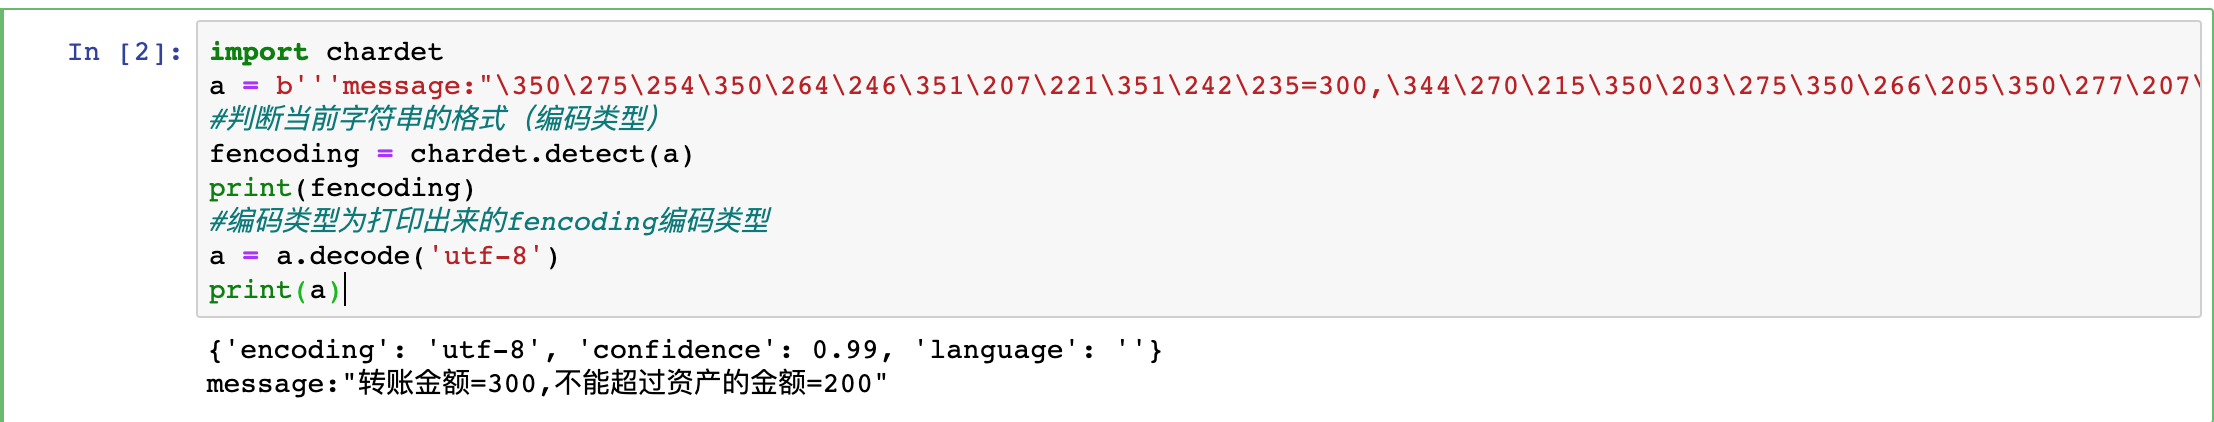 In [2]:
import chardet
a = b'''message:"\350\275\254\350\264\246\351\207\221\351\242\235=300,\344\270\215\350\203\275\350\266\205\350\277\207\
#判断当前字符串的格式（编码类型）
fencoding = chardet.detect(a)
print(fencoding)
#编码类型为打印出来的fencoding编码类型
a = a.decode('utf-8')
print(a)
{'encoding': 'utf-8', 'confidence': 0.99, 'language': ''}
message:"转账金额=300,不能超过资产的金额=200"